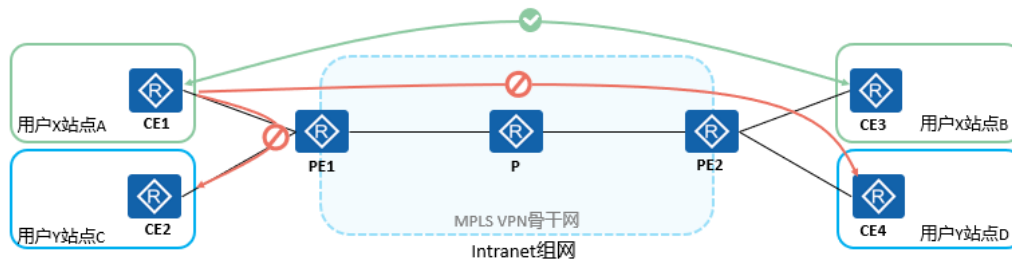 R
CE1
用户X站点A
R
CE2
用户Y站点C
R
PE1
R
P
R
PE2
MPLS VPN骨干网
Intranet组网
R
CE3
用户X站点B
R
CE4
用户Y站点D